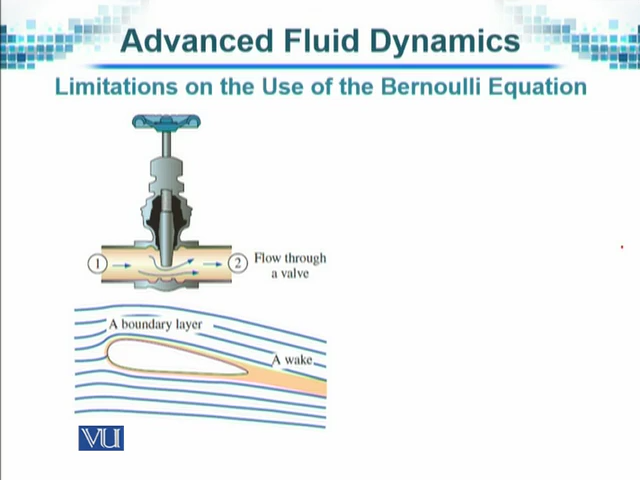 Advanced Fluid Dynamics
Limitations on the Use of the Bernoulli Equation
1
2
Flow through
a valve
A boundary layer
A wake
VU